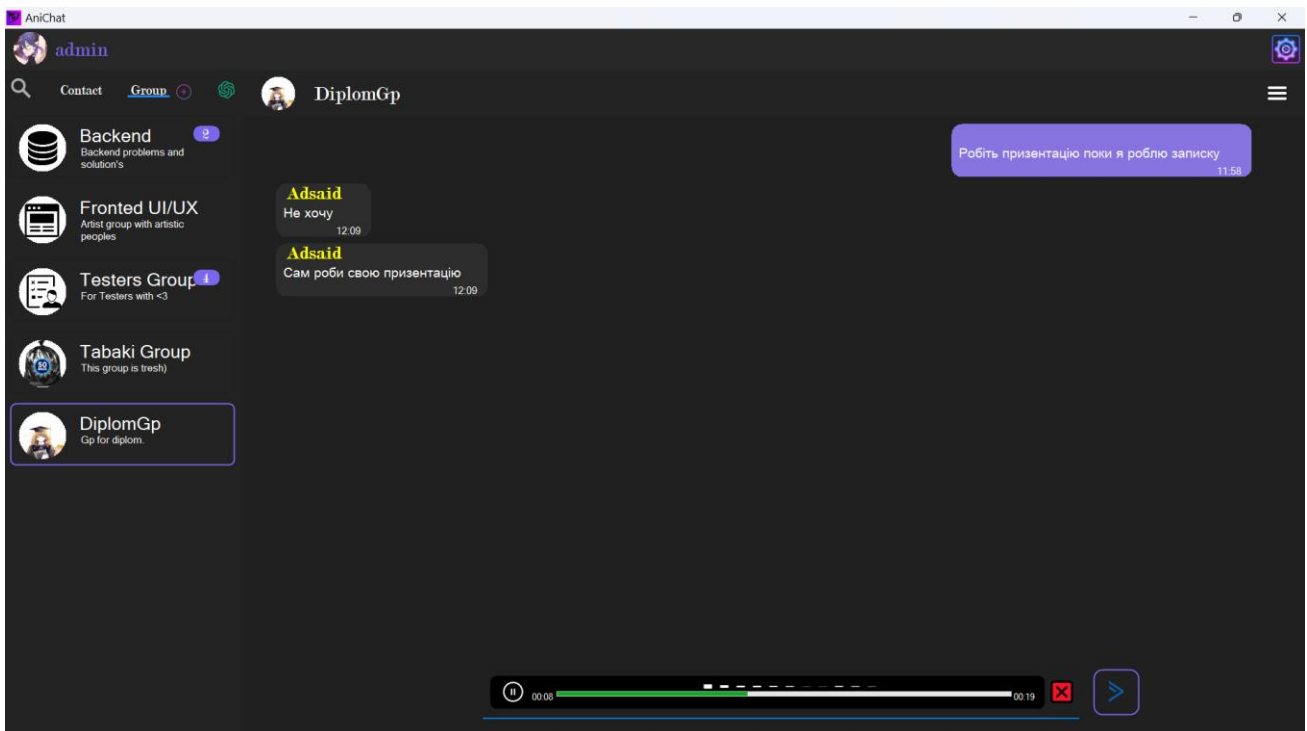 AniChat
admin
Contact Group
DiplomGp
Backend 2
Backend problems and
solution's
Fronted UI/UX
Artist group with artistic
peoples
Testers Group 4
For Testers with <3
Tabaki Group
This group is tresh)
DiplomGp
Gp for diplom.
Робіть призентацію поки я роблю записку
11:58
Adsaid
Не хочу
12:09
Adsaid
Сам роби свою призентацію
12:09
00:08 00:19